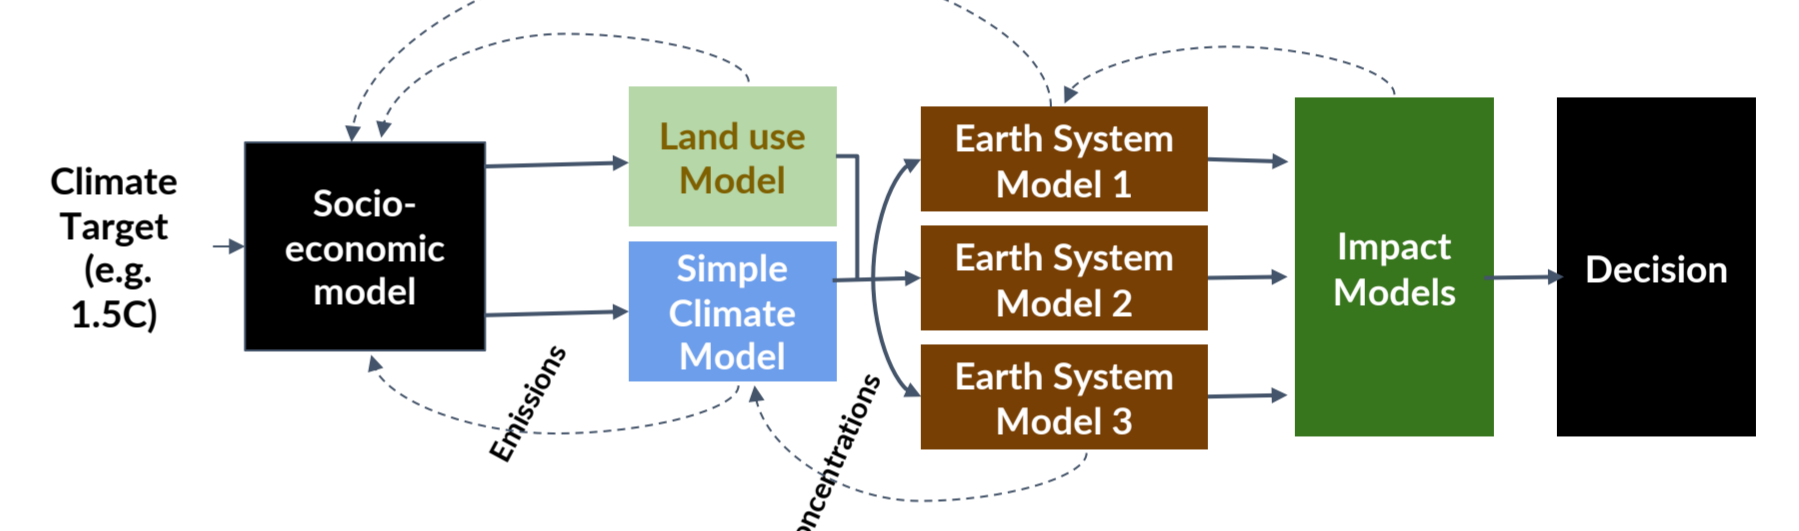 Climate
Target
(e.g.
1.5C)
Socio-
economic
model
Land use
Model
Simple
Climate
Model
Emissions
Earth System
Model 1
Earth System
Model 2
Earth System
Model 3
Impact
Models
Decision